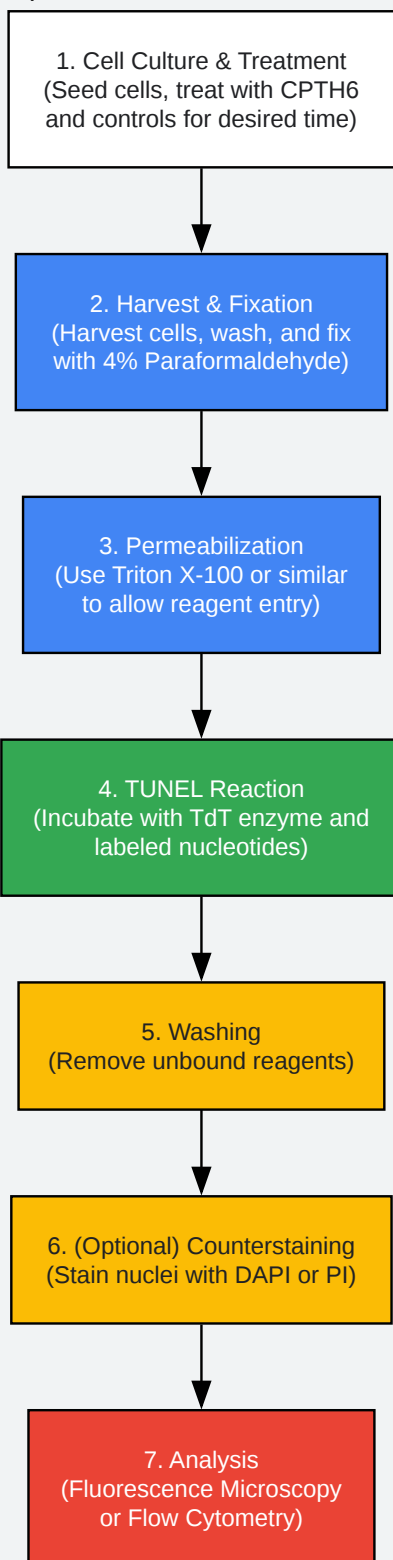 1. Cell Culture & Treatment
(Seed cells, treat with CPTH6
and controls for desired time)
2. Harvest & Fixation
(Harvest cells, wash, and fix
with 4% Paraformaldehyde)
3. Permeabilization
(Use Triton X-100 or similar
to allow reagent entry)
4. TUNEL Reaction
(Incubate with TdT enzyme and
labeled nucleotides)
5. Washing
(Remove unbound reagents)
6. (Optional) Counterstaining
(Stain nuclei with DAPI or PI)
7. Analysis
(Fluorescence Microscopy
or Flow Cytometry)